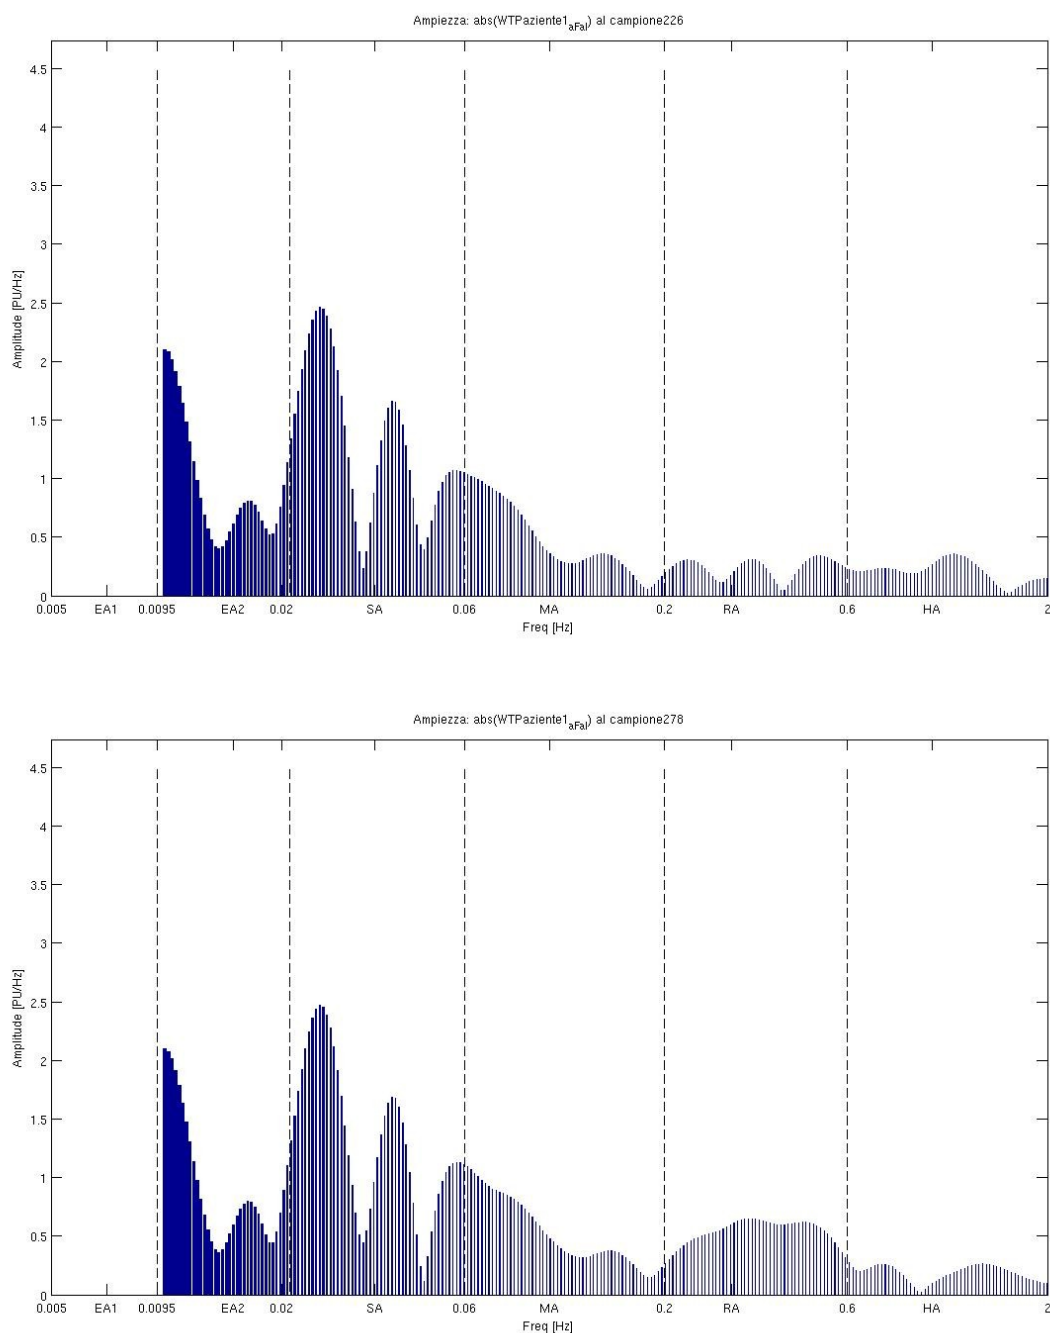 Ampiezza: abs(WTPaziente1aFaI) al campione226
4.5
4
3.5
3
2.5
2
1.5
1
0.5
0
Amplitude [PU/Hz]
0.005 EA1 0.0095 EA2 0.02 SA 0.06 MA 0.2 RA 0.6 HA 2
Freq [Hz]
Ampiezza: abs(WTPaziente1aFaI) al campione278
4.5
4
3.5
3
2.5
2
1.5
1
0.5
0
Amplitude [PU/Hz]
0.005 EA1 0.0095 EA2 0.02 SA 0.06 MA 0.2 RA 0.6 HA 2
Freq [Hz]